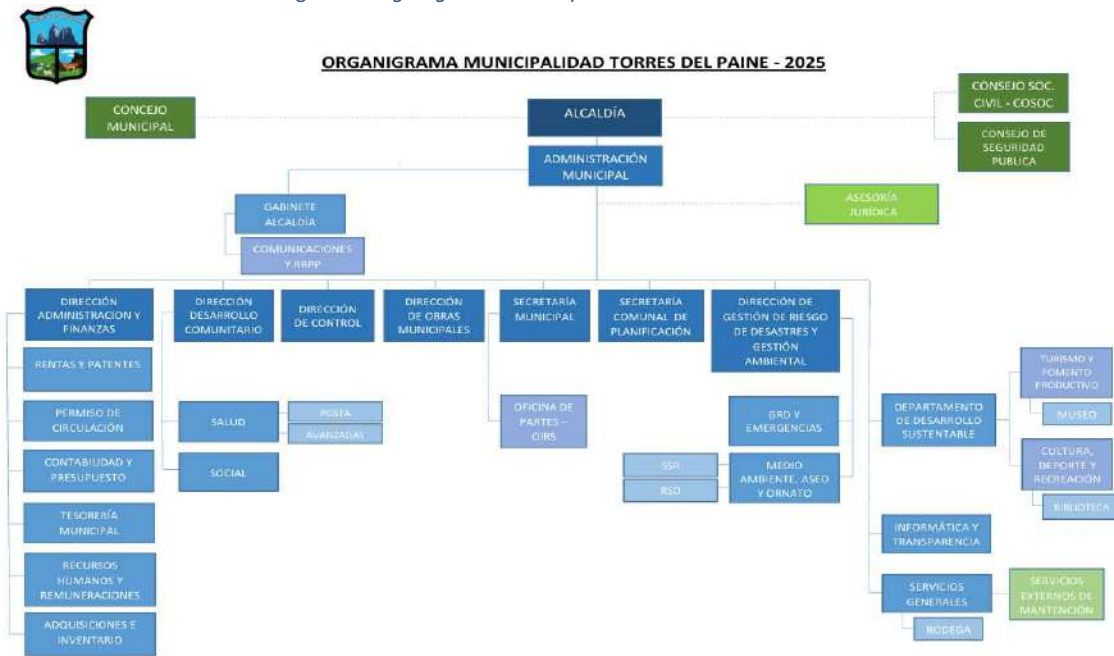 ORGANIGRAMA MUNICIPALIDAD TORRES DEL PAINE - 2025
CONCEJO
MUNICIPAL
ALCALDÍA
CONSEJO SOC.
CIVIL - COSOC
CONSEJO DE
SEGURIDAD
PUBLICA
ADMINISTRACIÓN
MUNICIPAL
ASESORÍA
JURÍDICA
GABINETE
ALCALDÍA
COMUNICACIONES
Y RRPP
DIRECCIÓN
ADMINISTRACION Y
FINANZAS
DIRECCIÓN
DESARROLLO
COMUNITARIO
DIRECCIÓN
DE CONTROL
DIRECCIÓN
DE OBRAS
MUNICIPALES
SECRETARÍA
MUNICIPAL
SECRETARÍA
COMUNAL DE
PLANIFICACIÓN
DIRECCIÓN DE
GESTIÓN DE RIESGO
DE DESASTRES Y
GESTIÓN
AMBIENTAL
RENTAS Y PATENTES
PERMISO DE
CIRCULACIÓN
CONTABILIDAD Y
PRESUPUESTO
TESORERÍA
MUNICIPAL
RECURSOS
HUMANOS Y
REMUNERACIONES
ADQUISICIONES E
INVENTARIO
SALUD
POSTA
AVANZADAS
SOCIAL
OFICINA DE
PARTES –
OIRS
GRD Y
EMERGENCIAS
SSR
RSD
MEDIO
AMBIENTE, ASEO
Y ORNATO
DEPARTAMENTO
DE DESARROLLO
SUSTENTABLE
TURISMO Y
FOMENTO
PRODUCTIVO
MUSEO
CULTURA,
DEPORTE Y
RECREACIÓN
BIBLIOTECA
INFORMÁTICA Y
TRANSPARENCIA
SERVICIOS
GENERALES
BODEGA
SERVICIOS
EXTERNOS DE
MANTENCIÓN